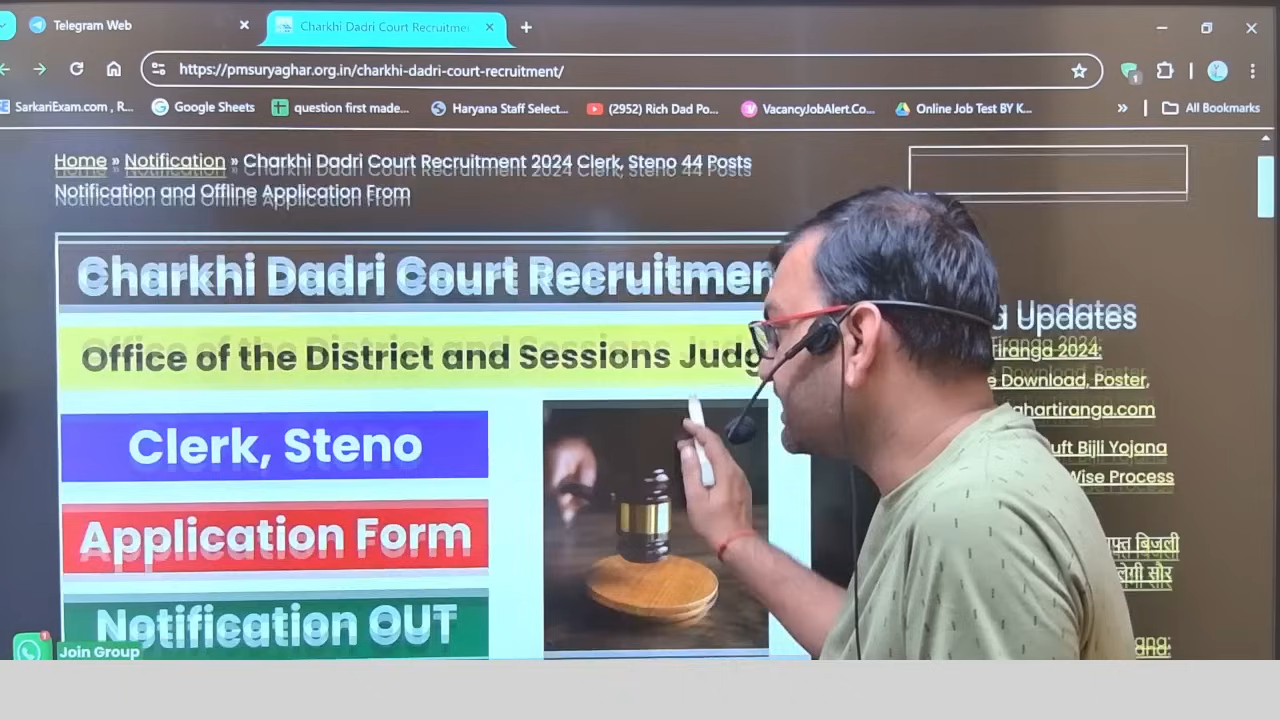 Telegram Web
Charkhi Dadri Court Recruitme
https://pmsuryaghar.org.in/charkhi-dadri-court-recruitment/
SarkariExam.com , R...
Google Sheets
question first made...
Haryana Staff Select...
(2952) Rich Dad Po...
VacancyJobAlert.Co...
Online Job Test BY K...
» All Bookmarks
Home » Notification » Charkhi Dadri Court Recruitment 2024 Clerk, Steno 44 Posts
Notification and Offline Application From
Charkhi Dadri Court Recruitmen
Office of the District and Sessions Judg
Clerk, Steno
Application Form
Notification OUT
1
Join Group
Updates
Tiranga 2024:
e Download, Poster,
ghartiranga.com
uft Bijli Yojana
Wise Process
बिजली
लेगी सौर